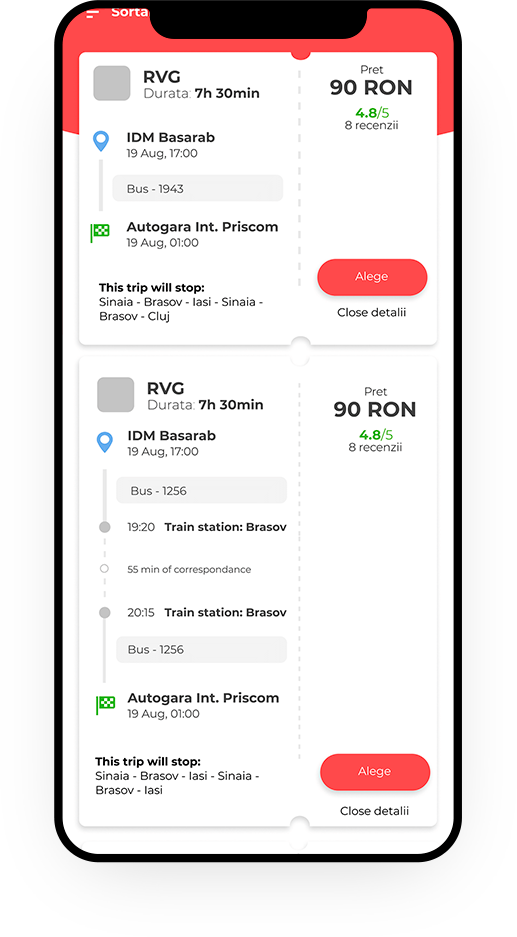 RVG
Durata: 7h 30min
IDM Basarab
19 Aug, 17:00
Bus - 1943
Autogara Int. Priscom
19 Aug, 01:00
This trip will stop:
Sinaia - Brasov - Iasi - Sinaia -
Brasov - Cluj
Pret
90 RON
4.8/5
8 recenzii
Alege
Close detalii
RVG
Durata: 7h 30min
IDM Basarab
19 Aug, 17:00
Bus - 1256
19:20 Train station: Brasov
55 min of correspondance
20:15 Train station: Brasov
Bus - 1256
Autogara Int. Priscom
19 Aug, 01:00
This trip will stop:
Sinaia - Brasov - Iasi - Sinaia -
Brasov - Iasi
Pret
90 RON
4.8/5
8 recenzii
Alege
Close detalii